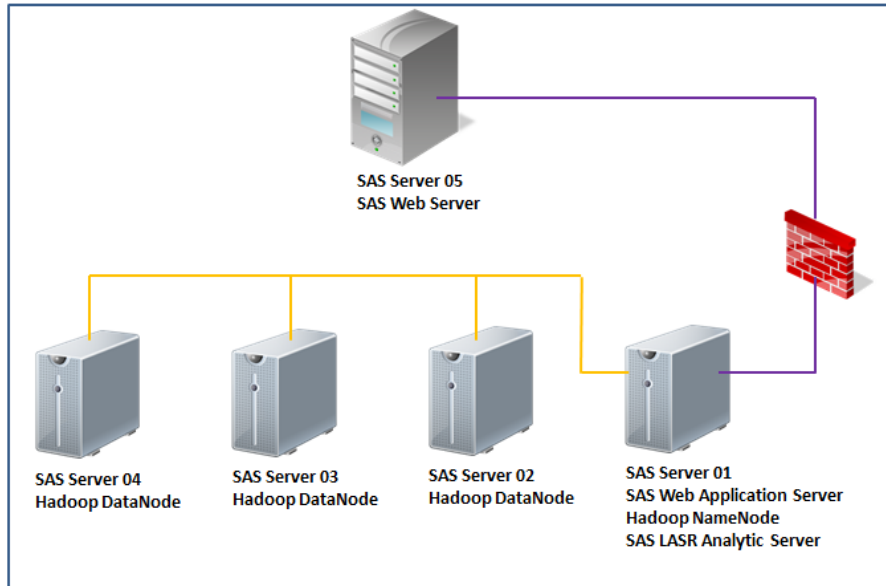 SAS Server 05
SAS Web Server
SAS Server 04
Hadoop DataNode
SAS Server 03
Hadoop DataNode
SAS Server 02
Hadoop DataNode
SAS Server 01
SAS Web Application Server
Hadoop NameNode
SAS LASR Analytic Server